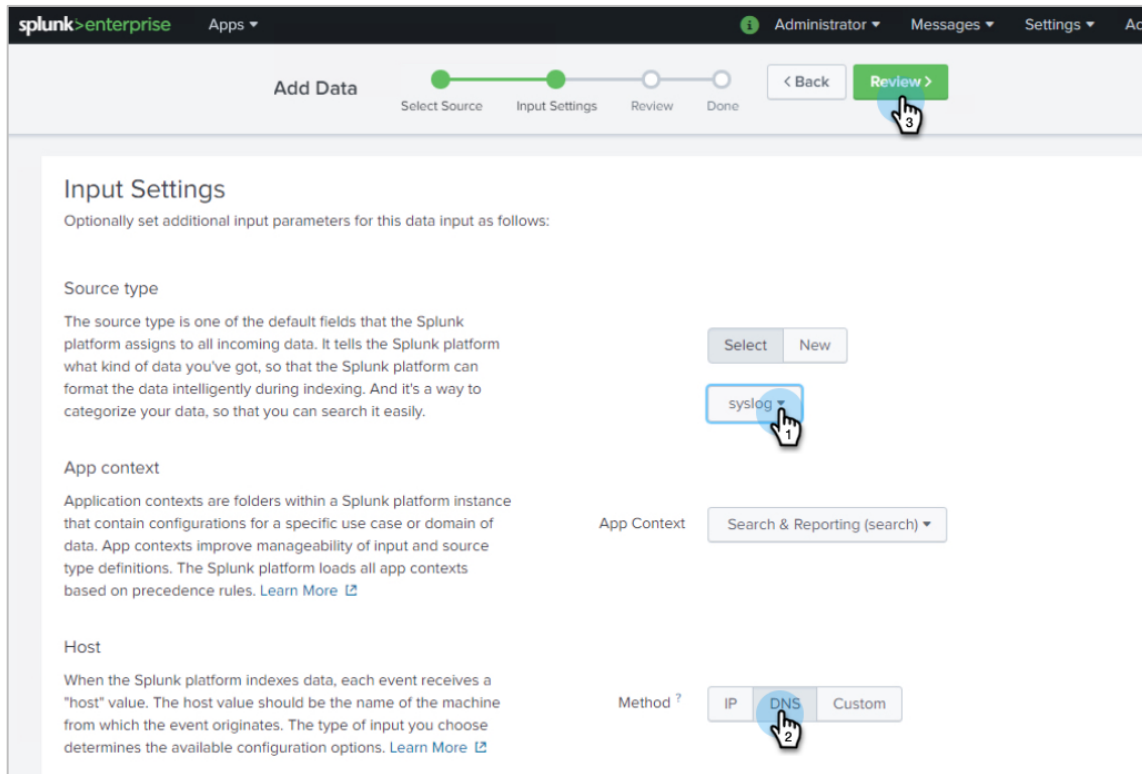 splunk>enterprise Apps Administrator Messages Settings
Add Data Select Source Input Settings Review Done < Back Review >
3
Input Settings
Optionally set additional input parameters for this data input as follows:
Source type
The source type is one of the default fields that the Splunk
platform assigns to all incoming data. It tells the Splunk platform
what kind of data you've got, so that the Splunk platform can
format the data intelligently during indexing. And it's a way to
categorize your data, so that you can search it easily.
Select New
syslog
1
App context
Application contexts are folders within a Splunk platform instance
that contain configurations for a specific use case or domain of
data. App contexts improve manageability of input and source
type definitions. The Splunk platform loads all app contexts
based on precedence rules. Learn More
App Context Search & Reporting (search)
Host
When the Splunk platform indexes data, each event receives a
"host" value. The host value should be the name of the machine
from which the event originates. The type of input you choose
determines the available configuration options. Learn More
Method ? IP DNS Custom
2